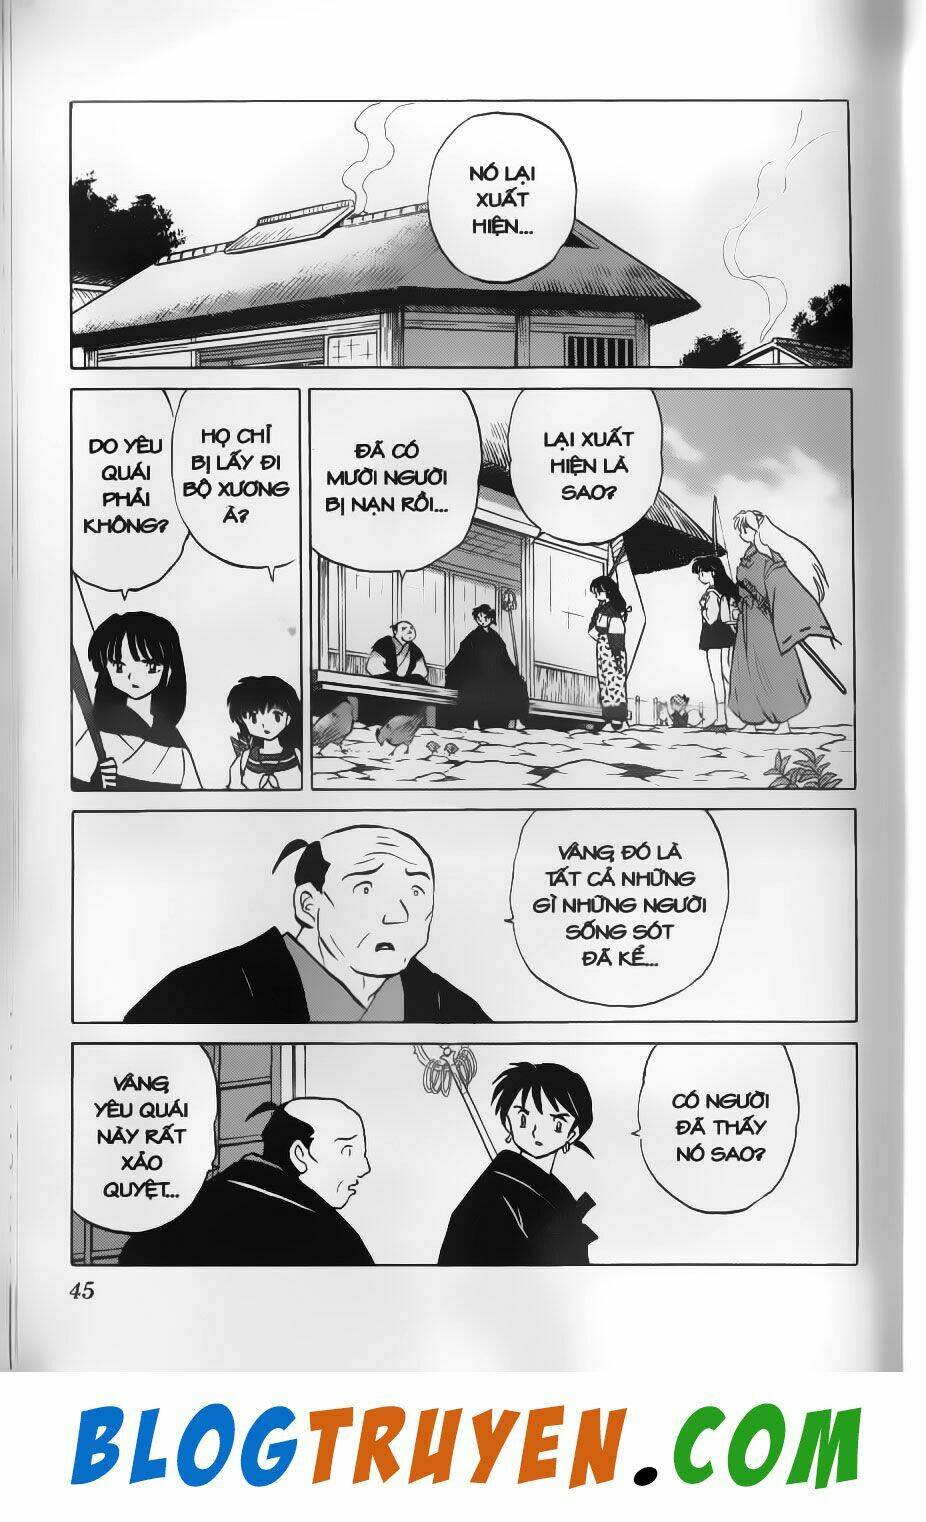 NÓ LẠI
XUẤT
HIỆN...
LẠI XUẤT
HIỆN LÀ
SAO?
ĐÃ CÓ
MƯỜI NGƯỜI
BỊ NẠN RỒI...
HỌ CHỈ
BỊ LẤY ĐI
BỘ XƯƠNG
À?
DO YÊU
QUÁI
PHẢI
KHÔNG?
VÂNG, ĐÓ LÀ
TẤT CẢ NHỮNG
GÌ NHỮNG NGƯỜI
SỐNG SÓT
ĐÃ KỂ...
CÓ NGƯỜI
ĐÃ THẤY
NÓ SAO?
VÂNG,
YÊU QUÁI
NÀY RẤT
XẢO
QUYỆT...
45
BLOGTRUYEN.COM